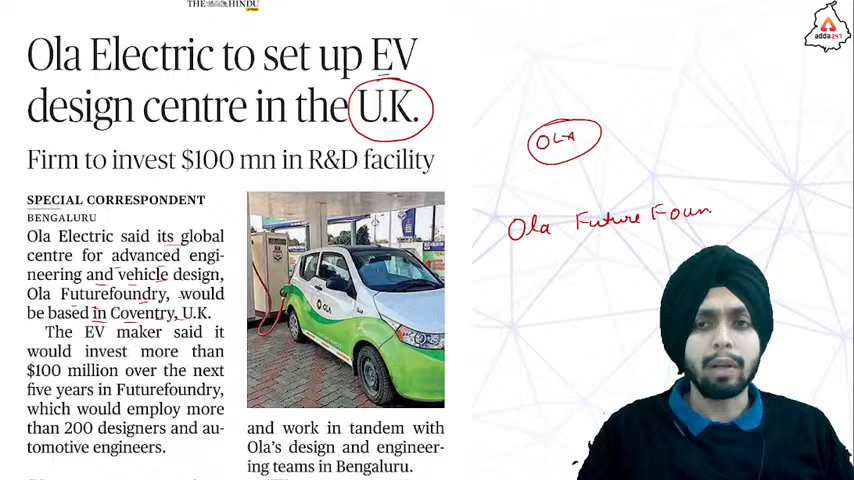 THE HINDU
Ola Electric to set up EV
design centre in the U.K.
Firm to invest $100 mn in R&D facility
SPECIAL CORRESPONDENT
BENGALURU
Ola Electric said its global
centre for advanced engi-
neering and vehicle design,
Ola Futurefoundry, would
be based in Coventry, U.K.
The EV maker said it
would invest more than
$100 million over the next
five years in Futurefoundry,
which would employ more
than 200 designers and au-
tomotive engineers.
OLA
and work in tandem with
Ola's design and engineer-
ing teams in Bengaluru.
OLA
Ola Future Foun
adda247